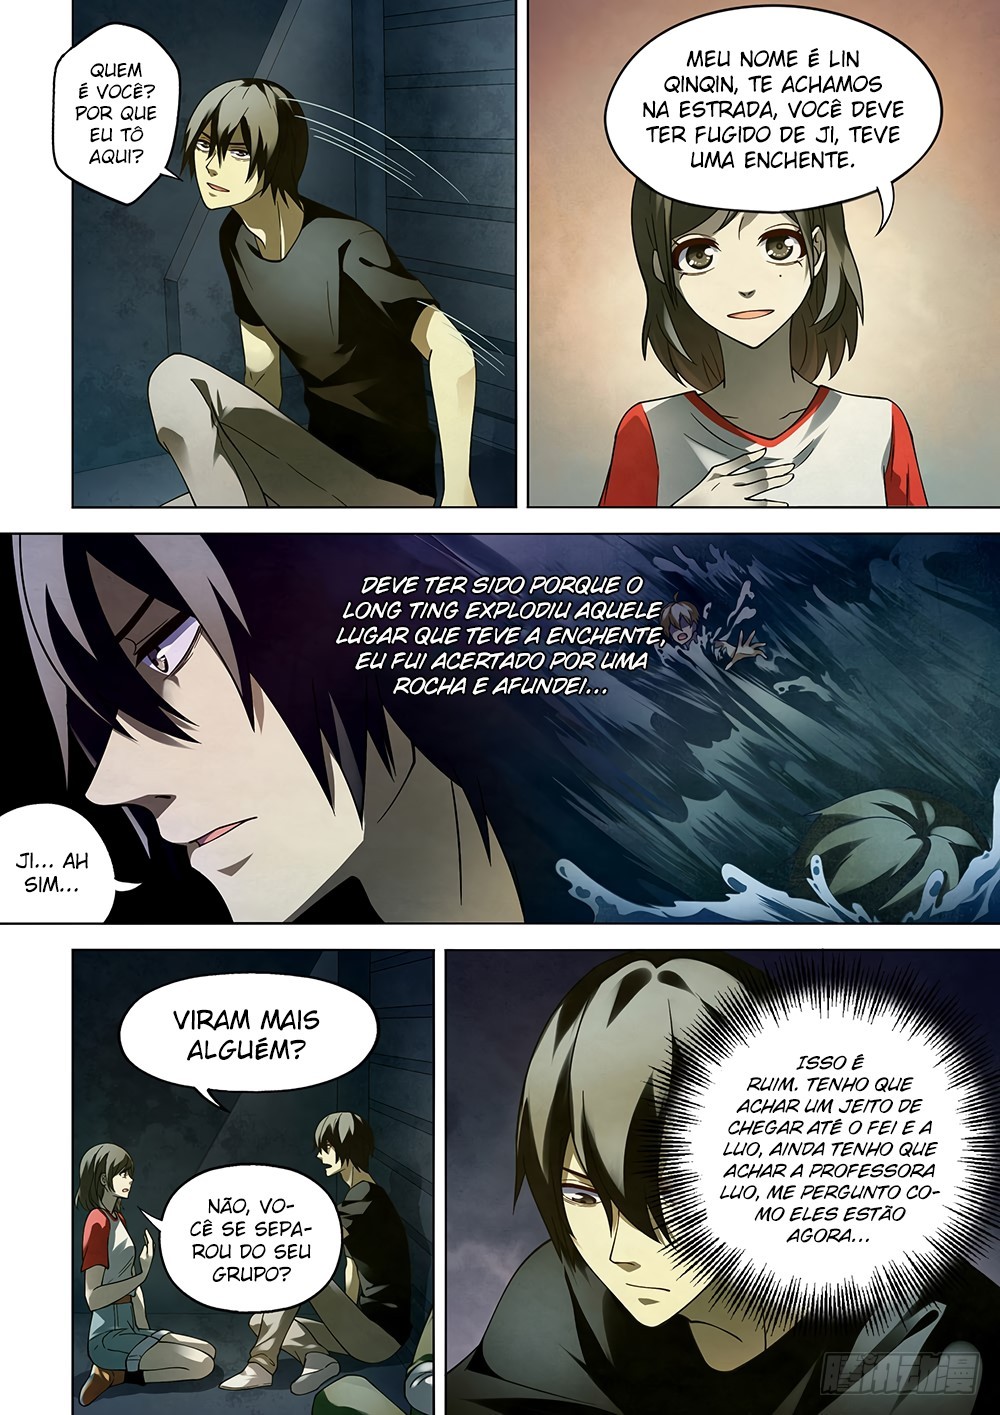 QUEM
É VOCÊ?
POR QUE
EU TÔ
AQUI?
MEU NOME É LIN
QINQIN, TE ACHAMOS
NA ESTRADA, VOCÊ DEVE
TER FUGIDO DE JI, TEVE
UMA ENCHENTE.
DEVE TER SIDO PORQUE O
LONG TING EXPLODIU AQUELE
LUGAR QUE TEVE A ENCHENTE,
EU FUI ACERTADO POR UMA
ROCHA E AFUNDEI...
JI... AH
SIM...
VIRAM MAIS
ALGUÉM?
NÃO, VO-
CÊ SE SEPA-
ROU DO SEU
GRUPO?
ISSO É
RUIM. TENHO QUE
ACHAR UM JEITO DE
CHEGAR ATÉ O FEI E A
LUO, AINDA TENHO QUE
ACHAR A PROFESSORA
LUO, ME PERGUNTO CO-
MO ELES ESTÃO
AGORA...
腾讯动漫